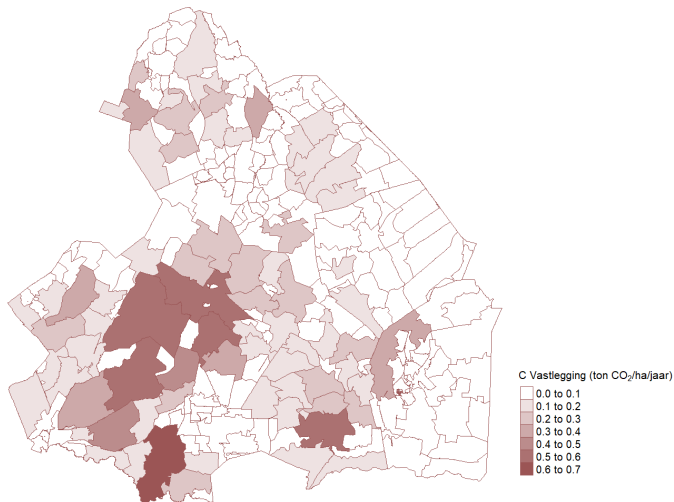 C Vastlegging (ton CO₂/ha/jaar)
0.0 to 0.1
0.1 to 0.2
0.2 to 0.3
0.3 to 0.4
0.4 to 0.5
0.5 to 0.6
0.6 to 0.7